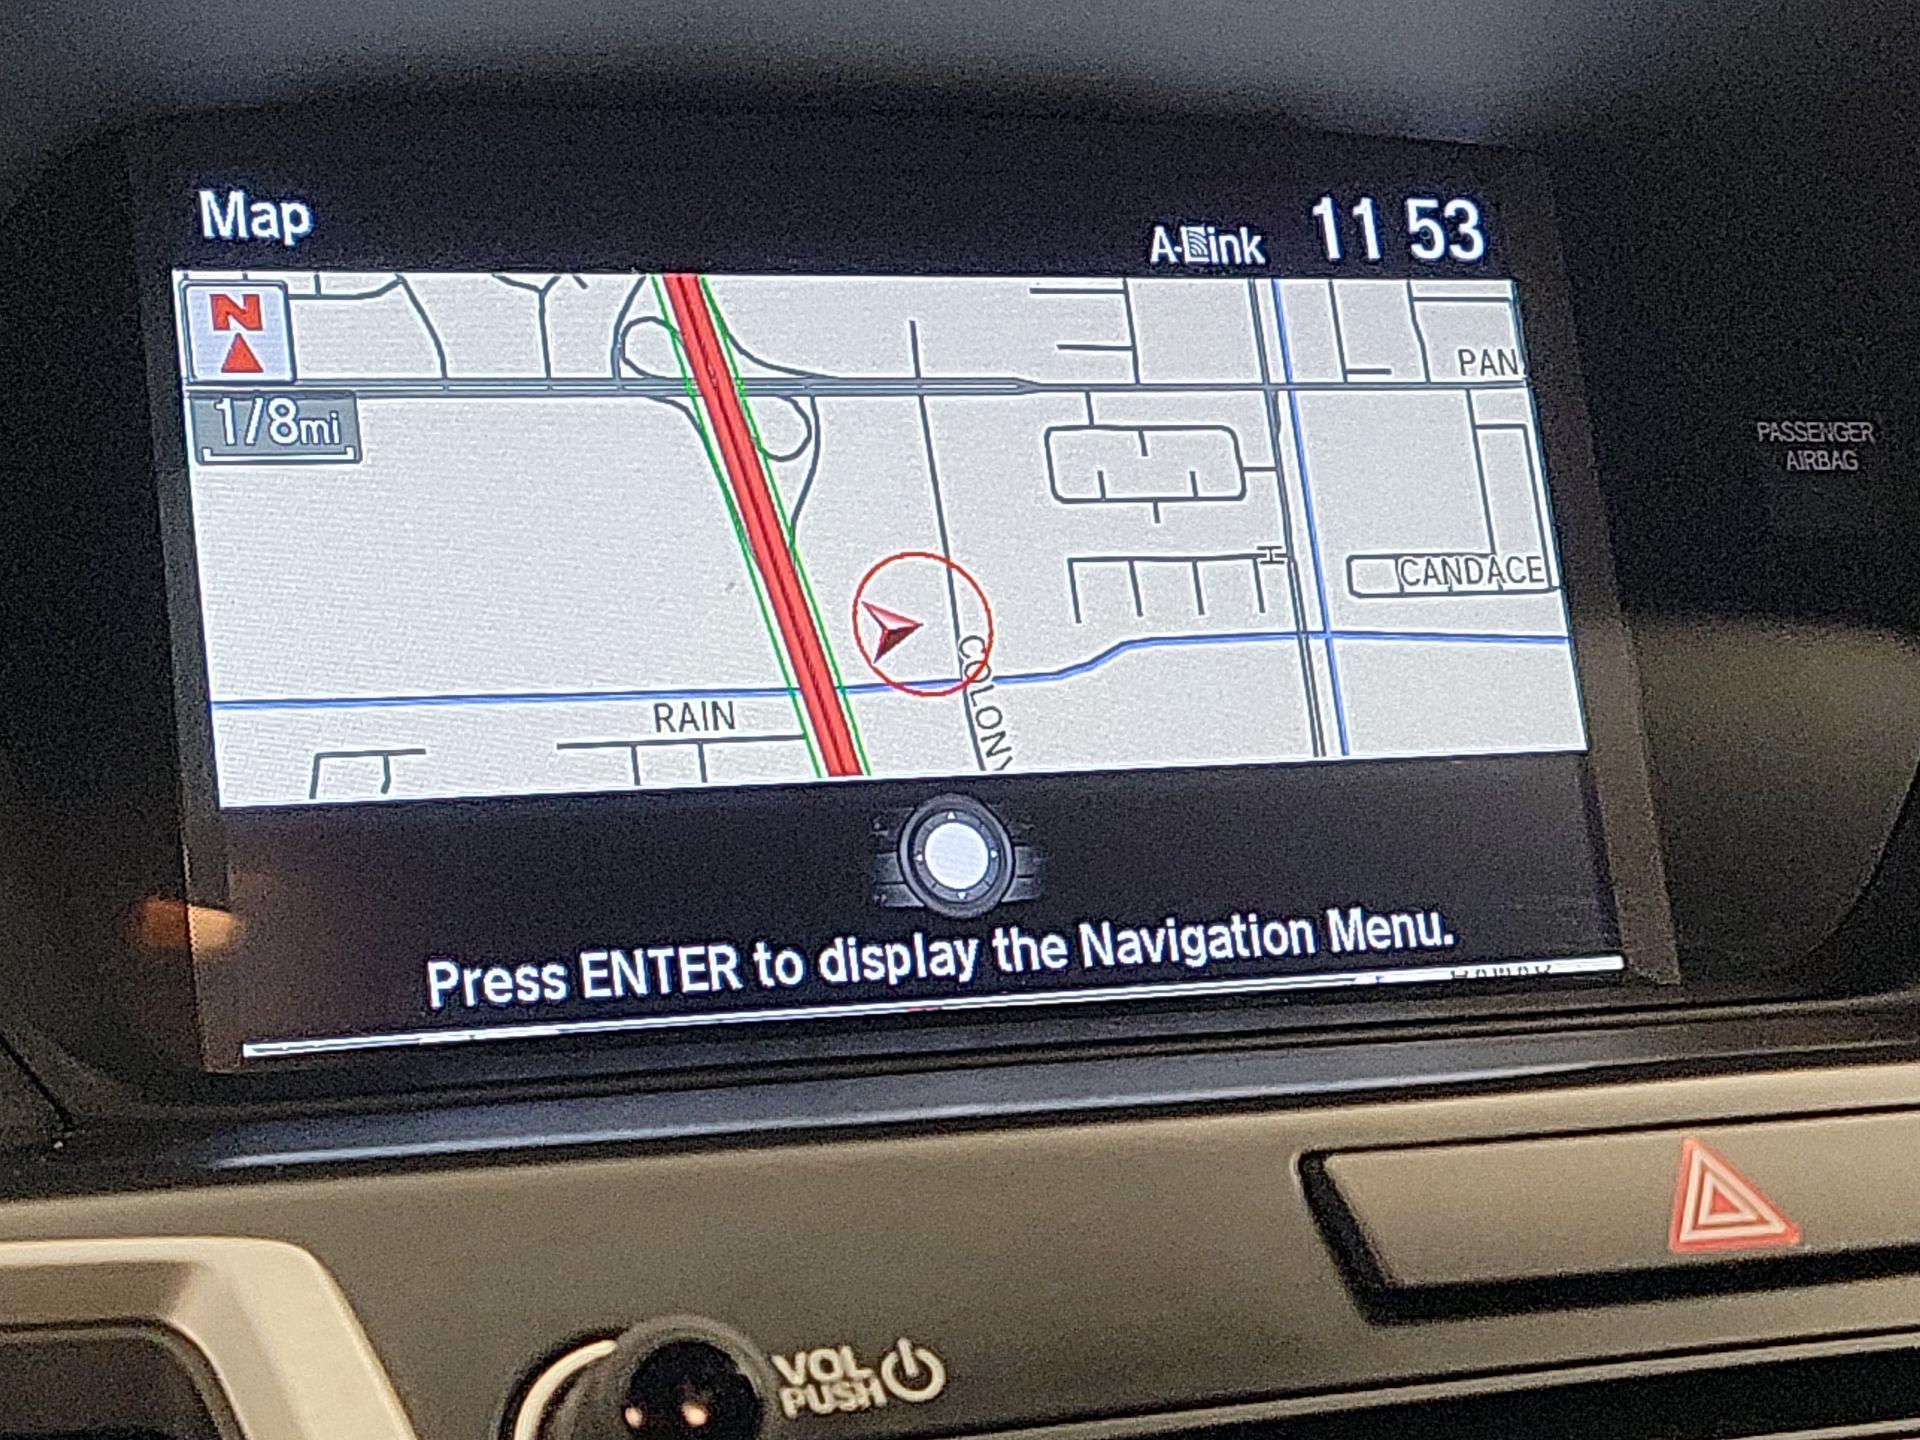 Map
A-Link 11 53
N
1/8mi
PAN
CANDACE
COLONY
RAIN
Press ENTER to display the Navigation Menu.
PASSENGER
AIRBAG
VOL
PUSH